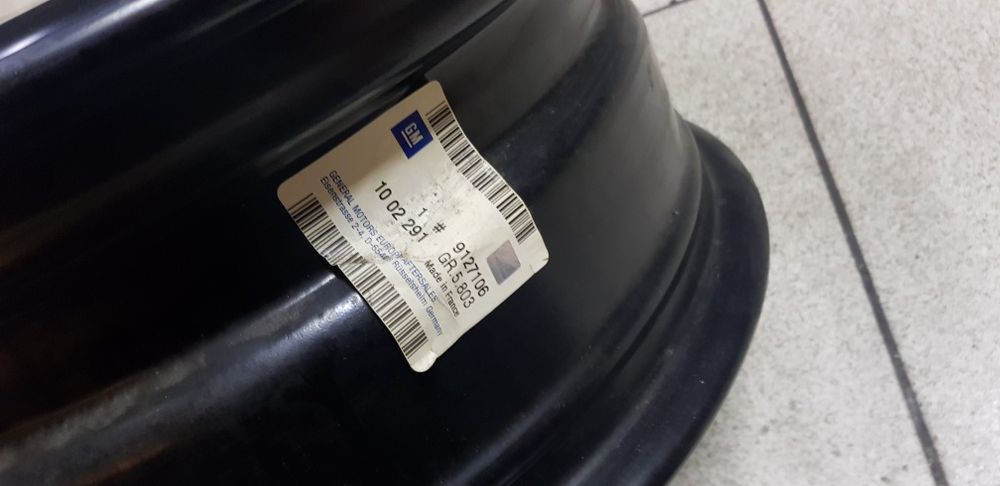 GM
1 # 9127106
10 02 291 GR.5.803
Made in France
GENERAL MOTORS EUROPE AFTERSALES
Eisenstrasse 2-4, Rüsselsheim Germany